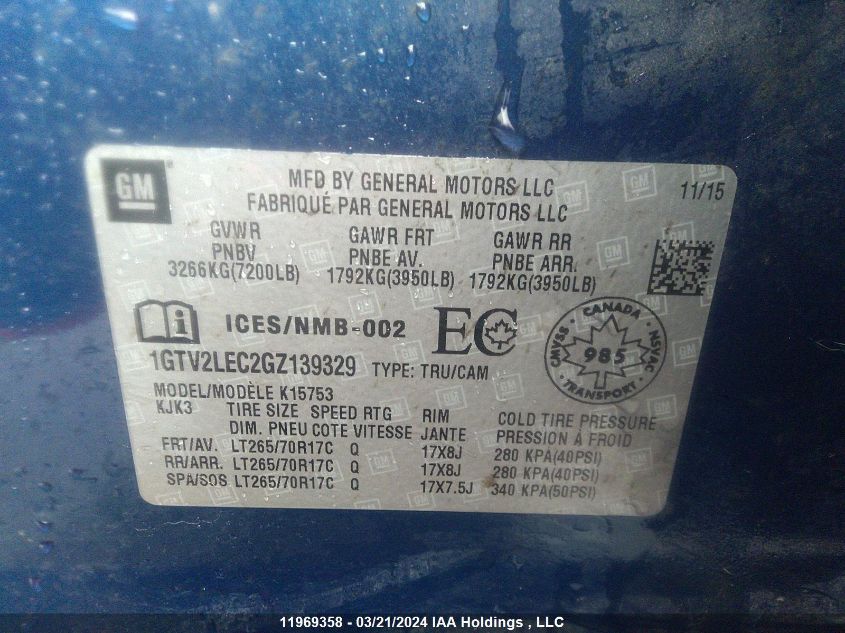 GM
MFD BY GENERAL MOTORS LLC
11/15
FABRIQUÉ PAR GENERAL MOTORS LLC
GVWR GAWR FRT GAWR RR
PNBV PNBE AV. PNBE ARR.
3266KG(7200LB) 1792KG(3950LB) 1792KG(3950LB)
i ICES/NMB-002 EC
CANADA
CMVSS 985 NSVAC
TRANSPORT
1GTV2LEC2GZ139329 TYPE: TRU/CAM
MODEL/MODÈLE K15753
KJK3 TIRE SIZE SPEED RTG RIM COLD TIRE PRESSURE
DIM. PNEU COTE VITESSE JANTE PRESSION À FROID
FRT/AV. LT265/70R17C Q 17X8J 280 KPA(40PSI)
RR/ARR. LT265/70R17C Q 17X8J 280 KPA(40PSI)
SPA/SOS LT265/70R17C Q 17X7.5J 340 KPA(50PSI)
11969358 - 03/21/2024 IAA Holdings , LLC